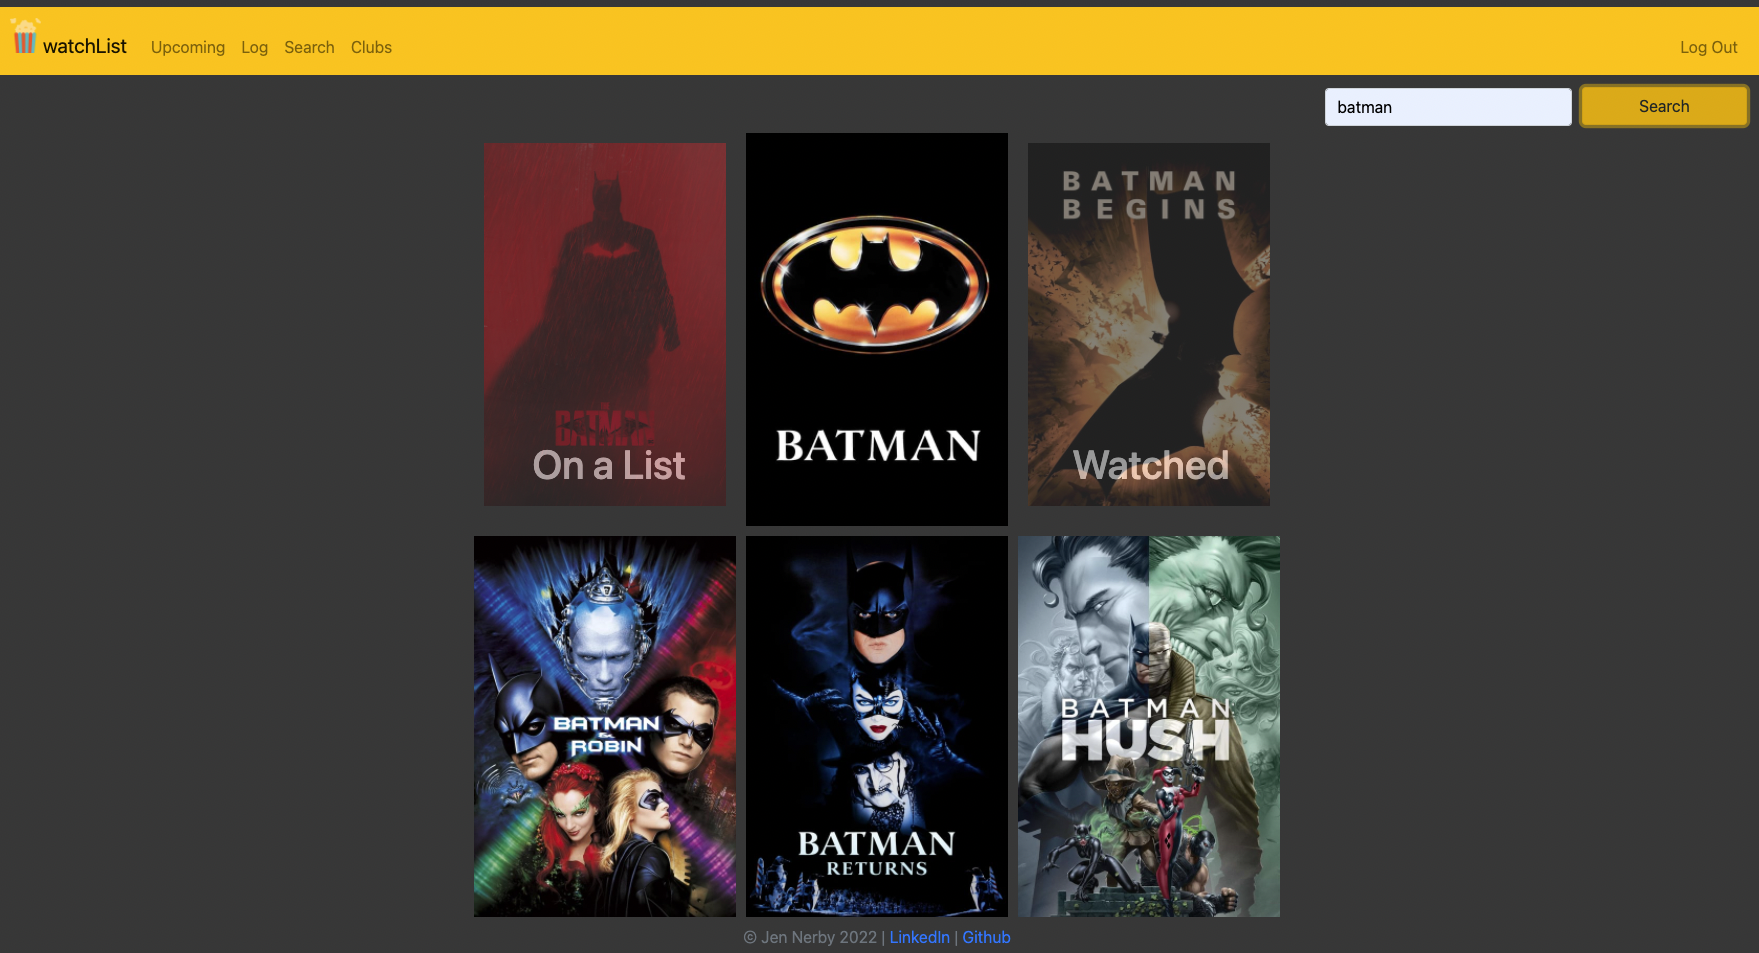 watchList
Upcoming
Log
Search
Clubs
Log Out
batman
Search
BATMAN
On a List
BATMAN
BATMAN
BEGINS
Watched
BATMAN
&
ROBIN
BATMAN
RETURNS
BATMAN
HUSH
© Jen Nerby 2022 | LinkedIn | Github